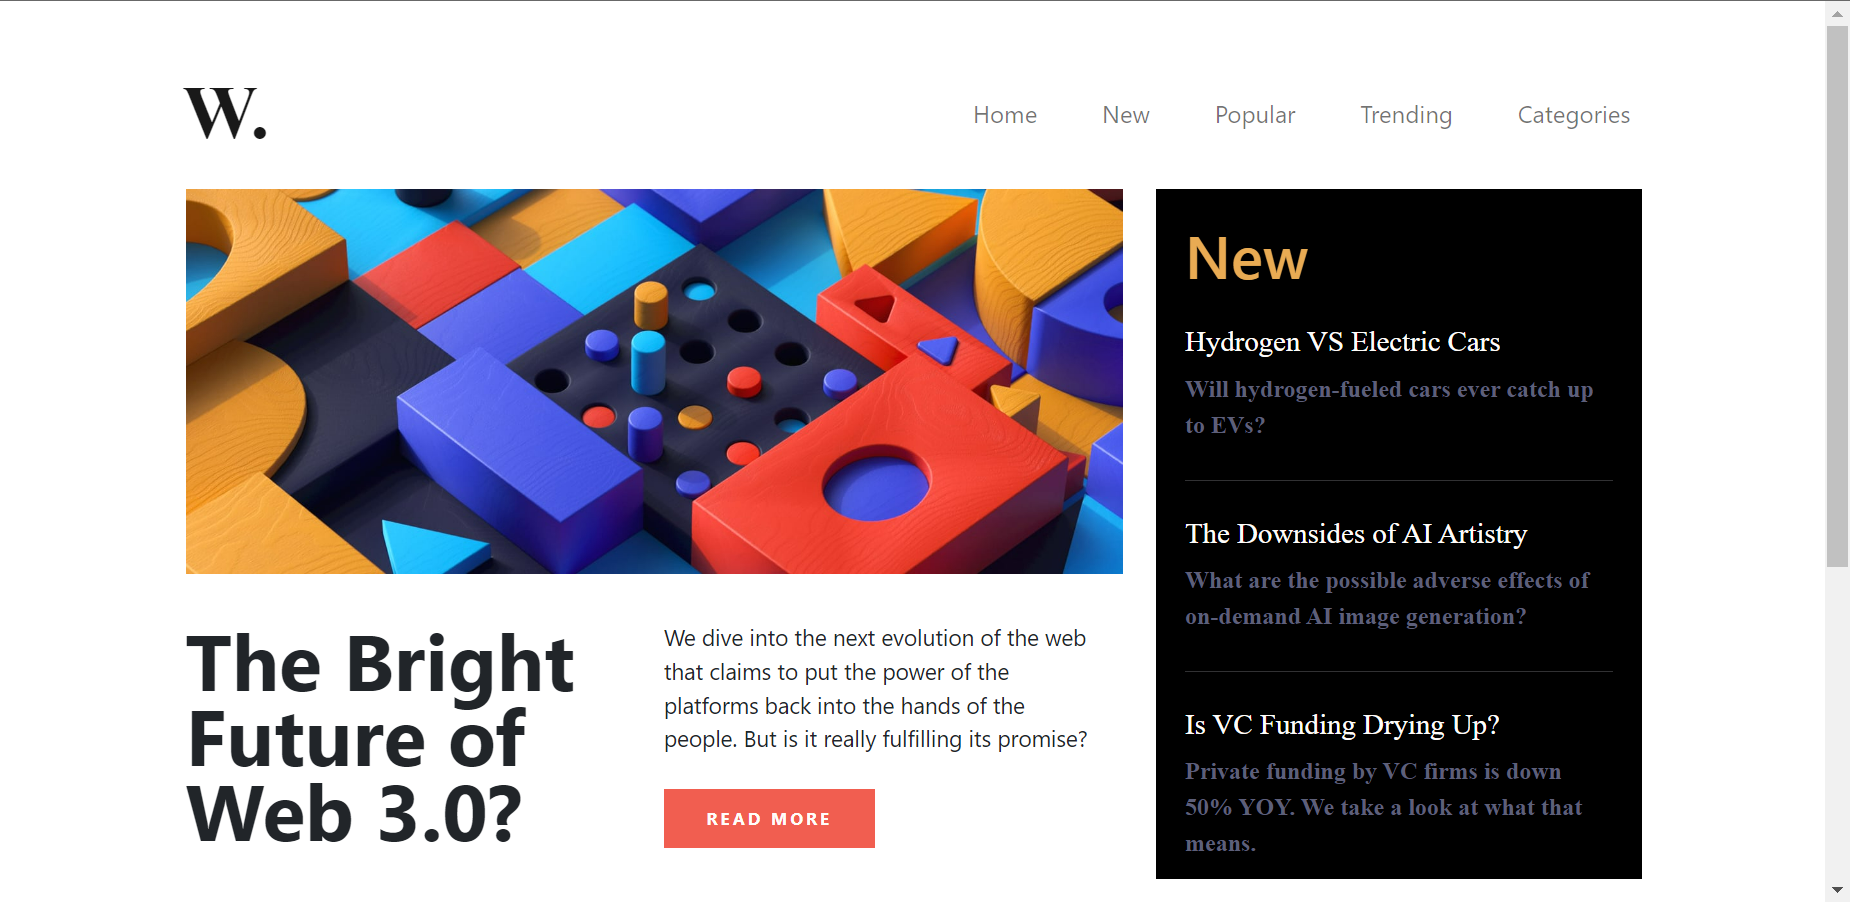 W.
Home New Popular Trending Categories
The Bright
Future of
Web 3.0?
We dive into the next evolution of the web
that claims to put the power of the
platforms back into the hands of the
people. But is it really fulfilling its promise?
READ MORE
New
Hydrogen VS Electric Cars
Will hydrogen-fueled cars ever catch up
to EVs?
The Downsides of AI Artistry
What are the possible adverse effects of
on-demand AI image generation?
Is VC Funding Drying Up?
Private funding by VC firms is down
50% YOY. We take a look at what that
means.